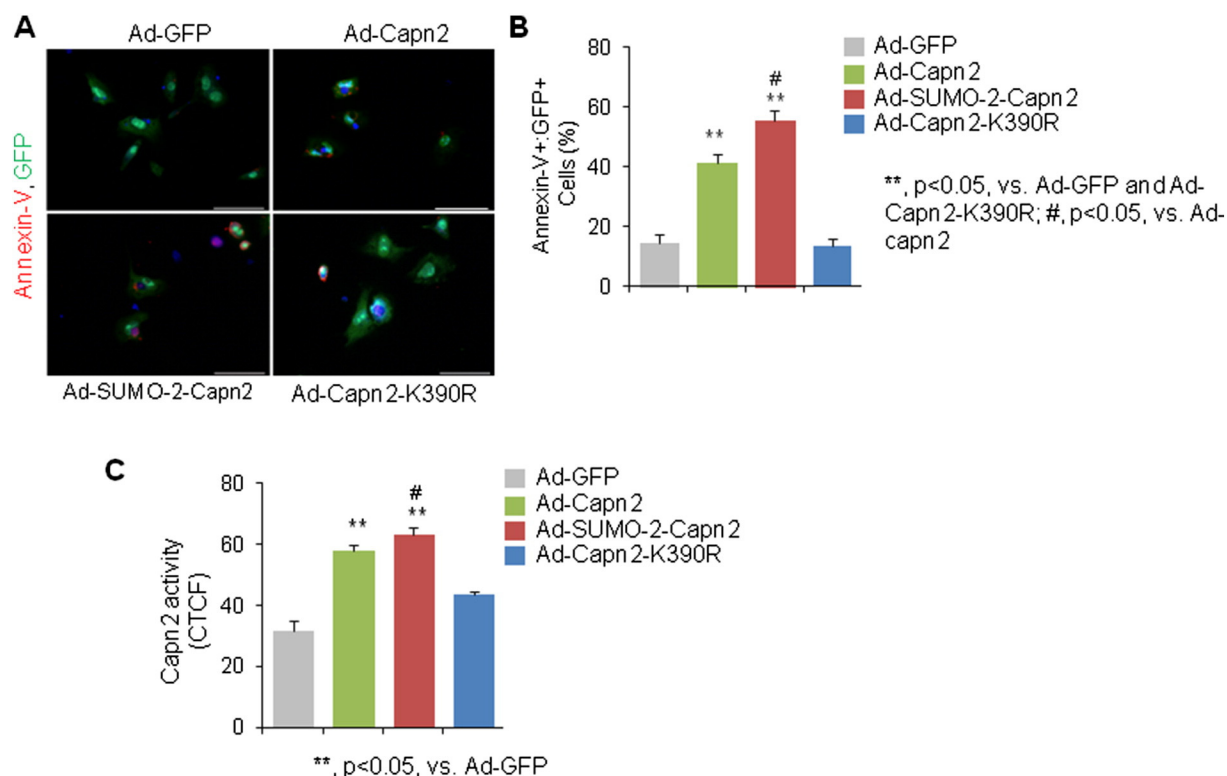 A
Ad-GFP
Ad-Capn2
Annexin-V, GFP
Ad-SUMO-2-Capn2
Ad-Capn2-K390R
B
Annexin-V+:GFP+
Cells (%)
80
60
40
20
0
**
#
**
Ad-GFP
Ad-Capn2
Ad-SUMO-2-Capn2
Ad-Capn2-K390R
**, p<0.05, vs. Ad-GFP and Ad-
Capn2-K390R; #, p<0.05, vs. Ad-
capn2
C
Capn2 activity
(CTCF)
80
60
40
20
0
**
#
**
Ad-GFP
Ad-Capn2
Ad-SUMO-2-Capn2
Ad-Capn2-K390R
**, p<0.05, vs. Ad-GFP